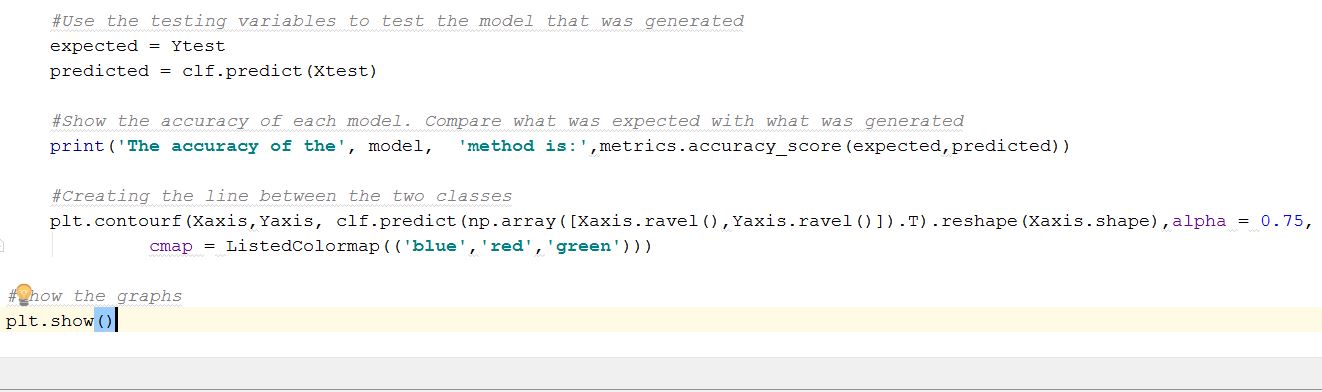 #Use the testing variables to test the model that was generated
expected = Ytest
predicted = clf.predict(Xtest)
#Show the accuracy of each model. Compare what was expected with what was generated
print('The accuracy of the', model,  'method is:',metrics.accuracy_score(expected,predicted))
#Creating the line between the two classes
plt.contourf(Xaxis,Yaxis, clf.predict(np.array([Xaxis.ravel(),Yaxis.ravel()]).T).reshape(Xaxis.shape),alpha = 0.75,
cmap = ListedColormap(('blue','red','green')))
#Show the graphs
plt.show()